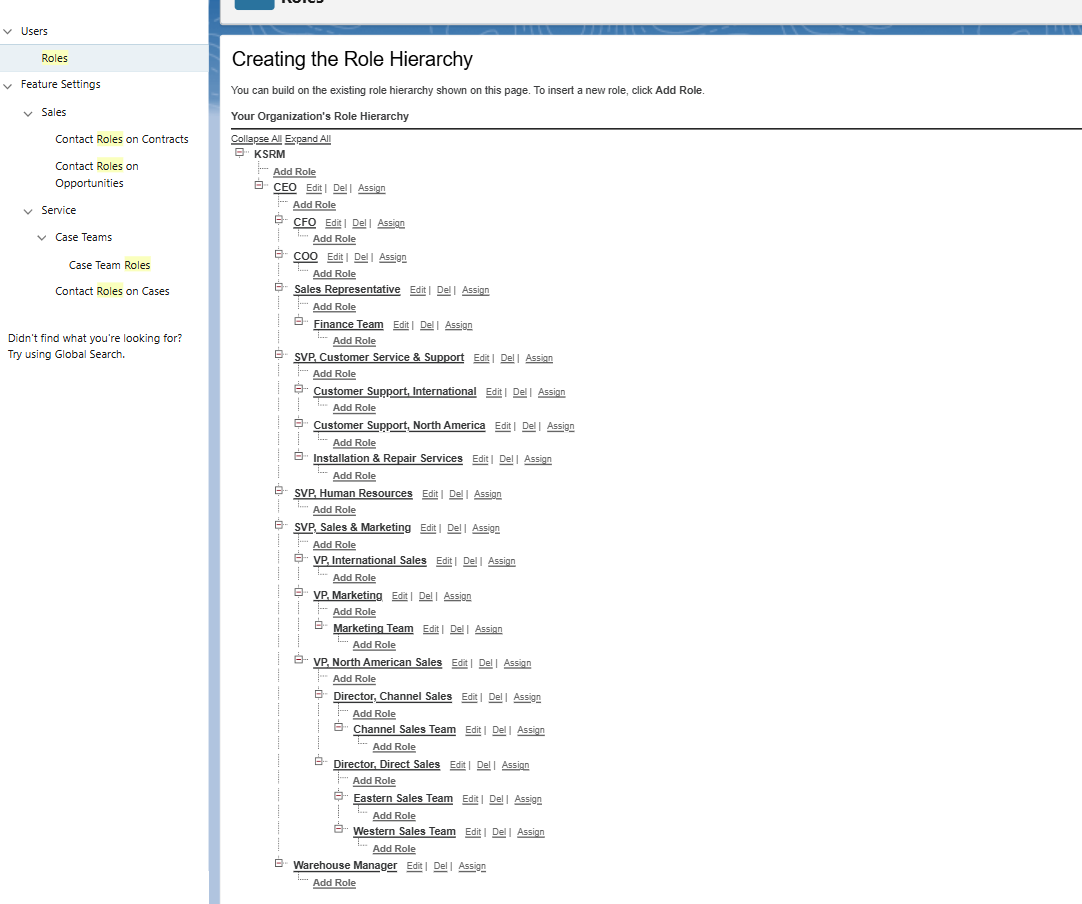 Roles
Users
Roles
Feature Settings
Sales
Contact Roles on Contracts
Contact Roles on
Opportunities
Service
Case Teams
Case Team Roles
Contact Roles on Cases
Didn't find what you're looking for?
Try using Global Search.
Creating the Role Hierarchy
You can build on the existing role hierarchy shown on this page. To insert a new role, click Add Role.
Your Organization's Role Hierarchy
Collapse All Expand All
KSRM
Add Role
CEO Edit | Del | Assign
Add Role
CFO Edit | Del | Assign
Add Role
COO Edit | Del | Assign
Add Role
Sales Representative Edit | Del | Assign
Add Role
Finance Team Edit | Del | Assign
Add Role
SVP, Customer Service & Support Edit | Del | Assign
Add Role
Customer Support, International Edit | Del | Assign
Add Role
Customer Support, North America Edit | Del | Assign
Add Role
Installation & Repair Services Edit | Del | Assign
Add Role
SVP, Human Resources Edit | Del | Assign
Add Role
SVP, Sales & Marketing Edit | Del | Assign
Add Role
VP, International Sales Edit | Del | Assign
Add Role
VP, Marketing Edit | Del | Assign
Add Role
Marketing Team Edit | Del | Assign
Add Role
VP, North American Sales Edit | Del | Assign
Add Role
Director, Channel Sales Edit | Del | Assign
Add Role
Channel Sales Team Edit | Del | Assign
Add Role
Director, Direct Sales Edit | Del | Assign
Add Role
Eastern Sales Team Edit | Del | Assign
Add Role
Western Sales Team Edit | Del | Assign
Add Role
Warehouse Manager Edit | Del | Assign
Add Role